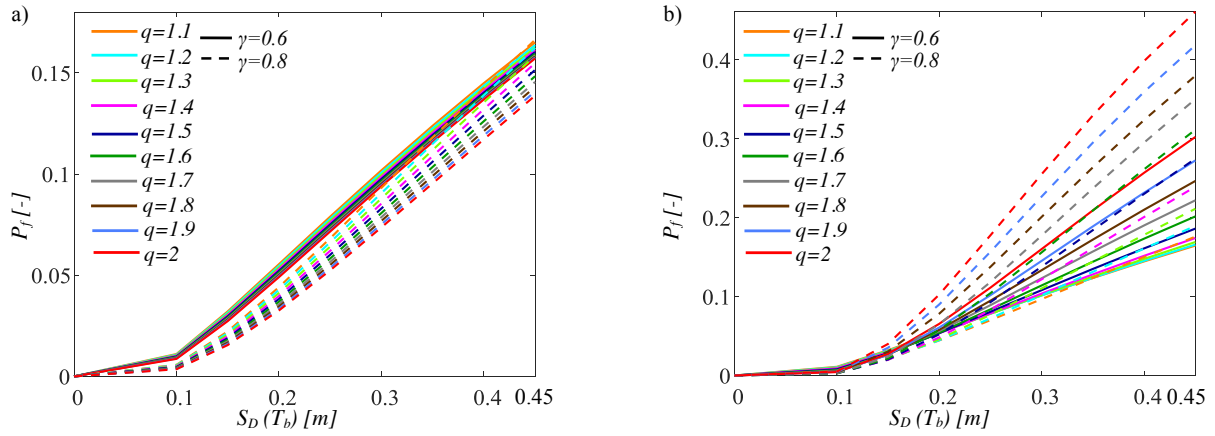 a)
P_f [-]
0.15
0.1
0.05
0
q=1.1
q=1.2
q=1.3
q=1.4
q=1.5
q=1.6
q=1.7
q=1.8
q=1.9
q=2
γ=0.6
γ=0.8
0 0.1 0.2 0.3 0.4 0.45
S_D (T_b) [m]
b)
P_f [-]
0.4
0.3
0.2
0.1
0
q=1.1
q=1.2
q=1.3
q=1.4
q=1.5
q=1.6
q=1.7
q=1.8
q=1.9
q=2
γ=0.6
γ=0.8
0 0.1 0.2 0.3 0.4 0.45
S_D (T_b) [m]